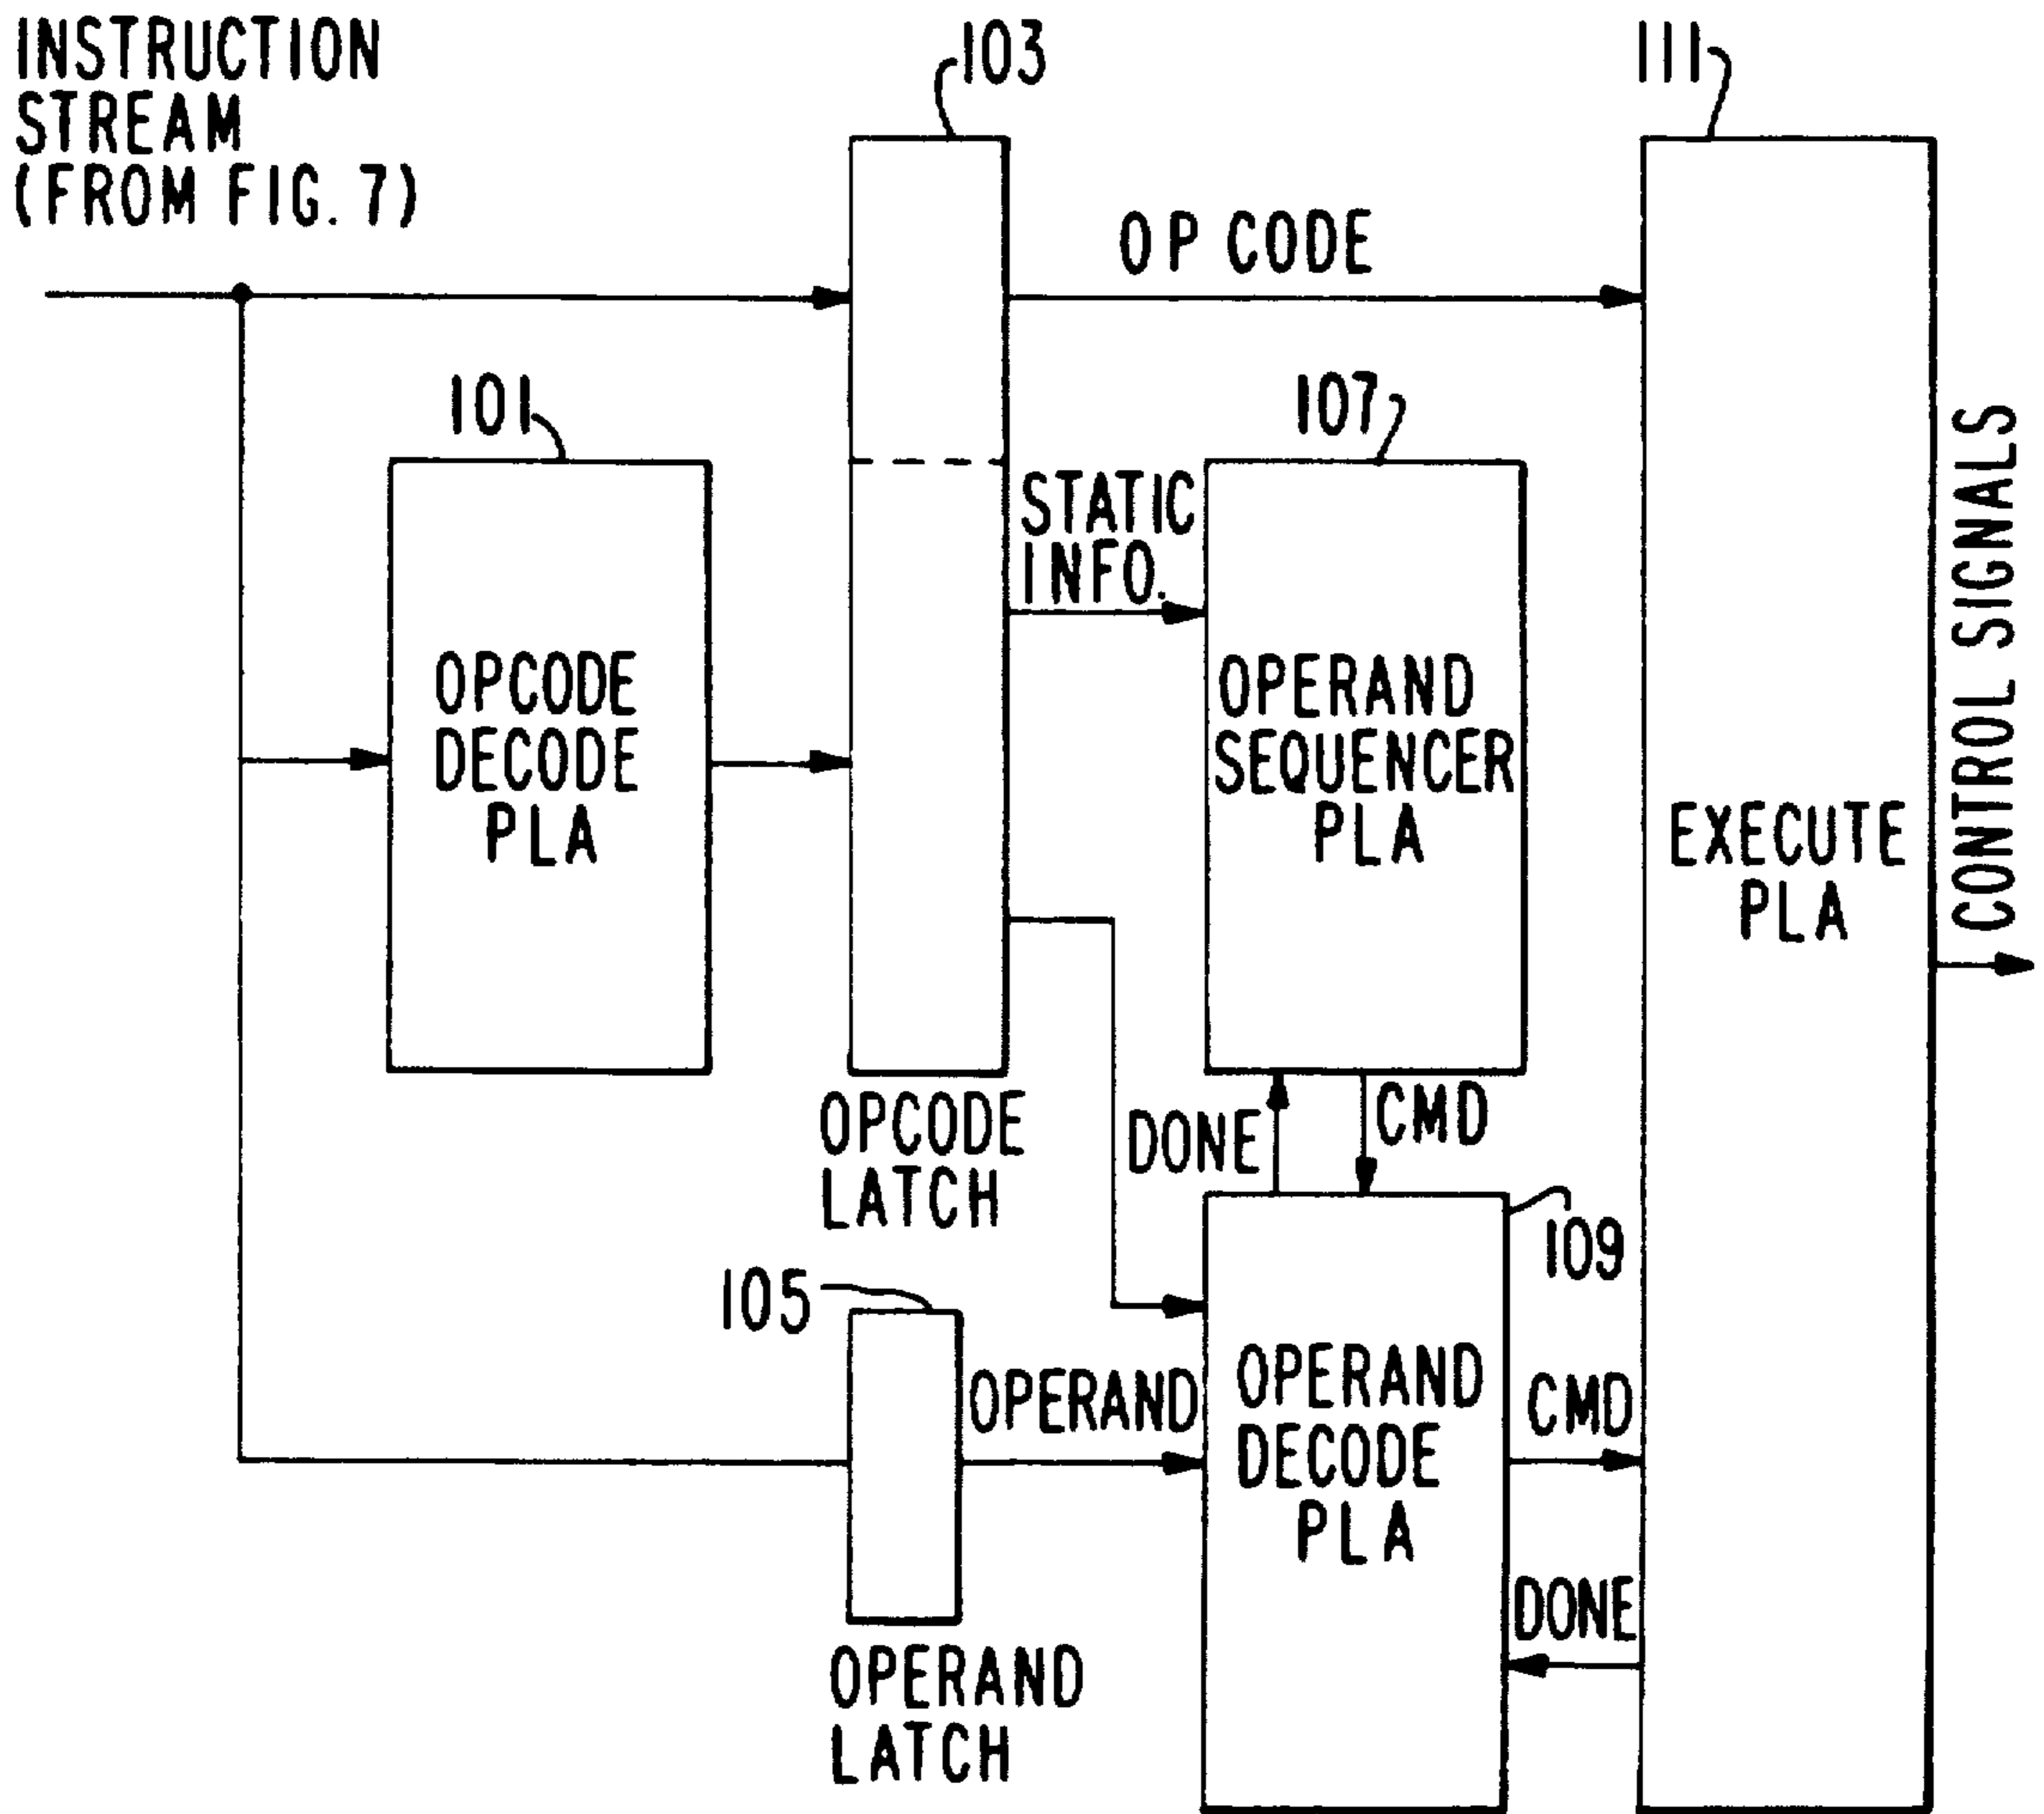 INSTRUCTION
STREAM
(FROM FIG. 7)
103
111
OP CODE
101
107
STATIC
INFO.
OPCODE
DECODE
PLA
OPERAND
SEQUENCER
PLA
EXECUTE
PLA
CONTROL SIGNALS
OPCODE
LATCH
DONE
CMD
109
105
OPERAND
OPERAND
DECODE
PLA
CMD
DONE
OPERAND
LATCH